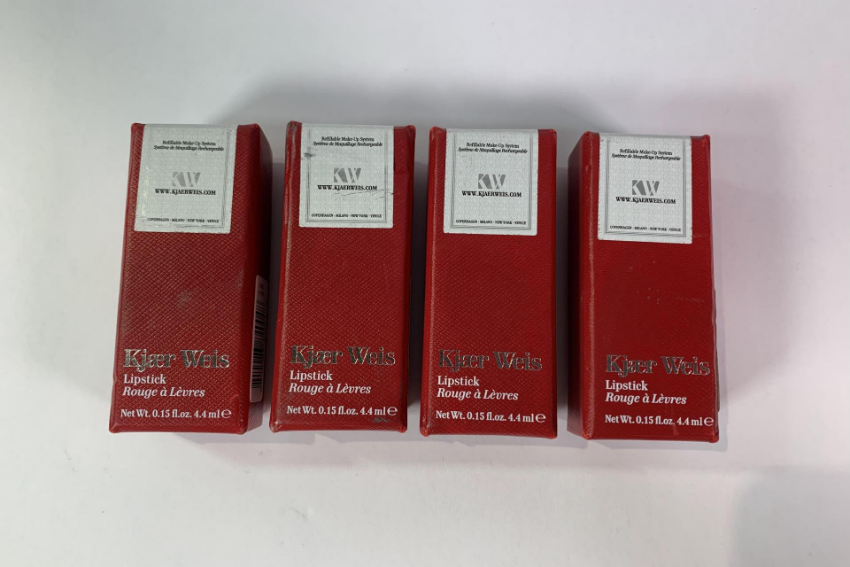 Refillable Make-Up System
Système de Maquillage Rechargeable
KW
WWW.KJAERWEIS.COM
COPENHAGEN · MILANO · NEW YORK · VENICE
Kjær Weis
Lipstick
Rouge à Lèvres
Net Wt. 0.15 fl.oz. 4.4 ml ℮
Refillable Make-Up System
Système de Maquillage Rechargeable
KW
WWW.KJAERWEIS.COM
COPENHAGEN · MILANO · NEW YORK · VENICE
Kjær Weis
Lipstick
Rouge à Lèvres
Net Wt. 0.15 fl.oz. 4.4 ml ℮
Refillable Make-Up System
Système de Maquillage Rechargeable
KW
WWW.KJAERWEIS.COM
COPENHAGEN · MILANO · NEW YORK · VENICE
Kjær Weis
Lipstick
Rouge à Lèvres
Net Wt. 0.15 fl.oz. 4.4 ml ℮
Refillable Make-Up System
Système de Maquillage Rechargeable
KW
WWW.KJAERWEIS.COM
COPENHAGEN · MILANO · NEW YORK · VENICE
Kjær Weis
Lipstick
Rouge à Lèvres
Net Wt. 0.15 fl.oz. 4.4 ml ℮